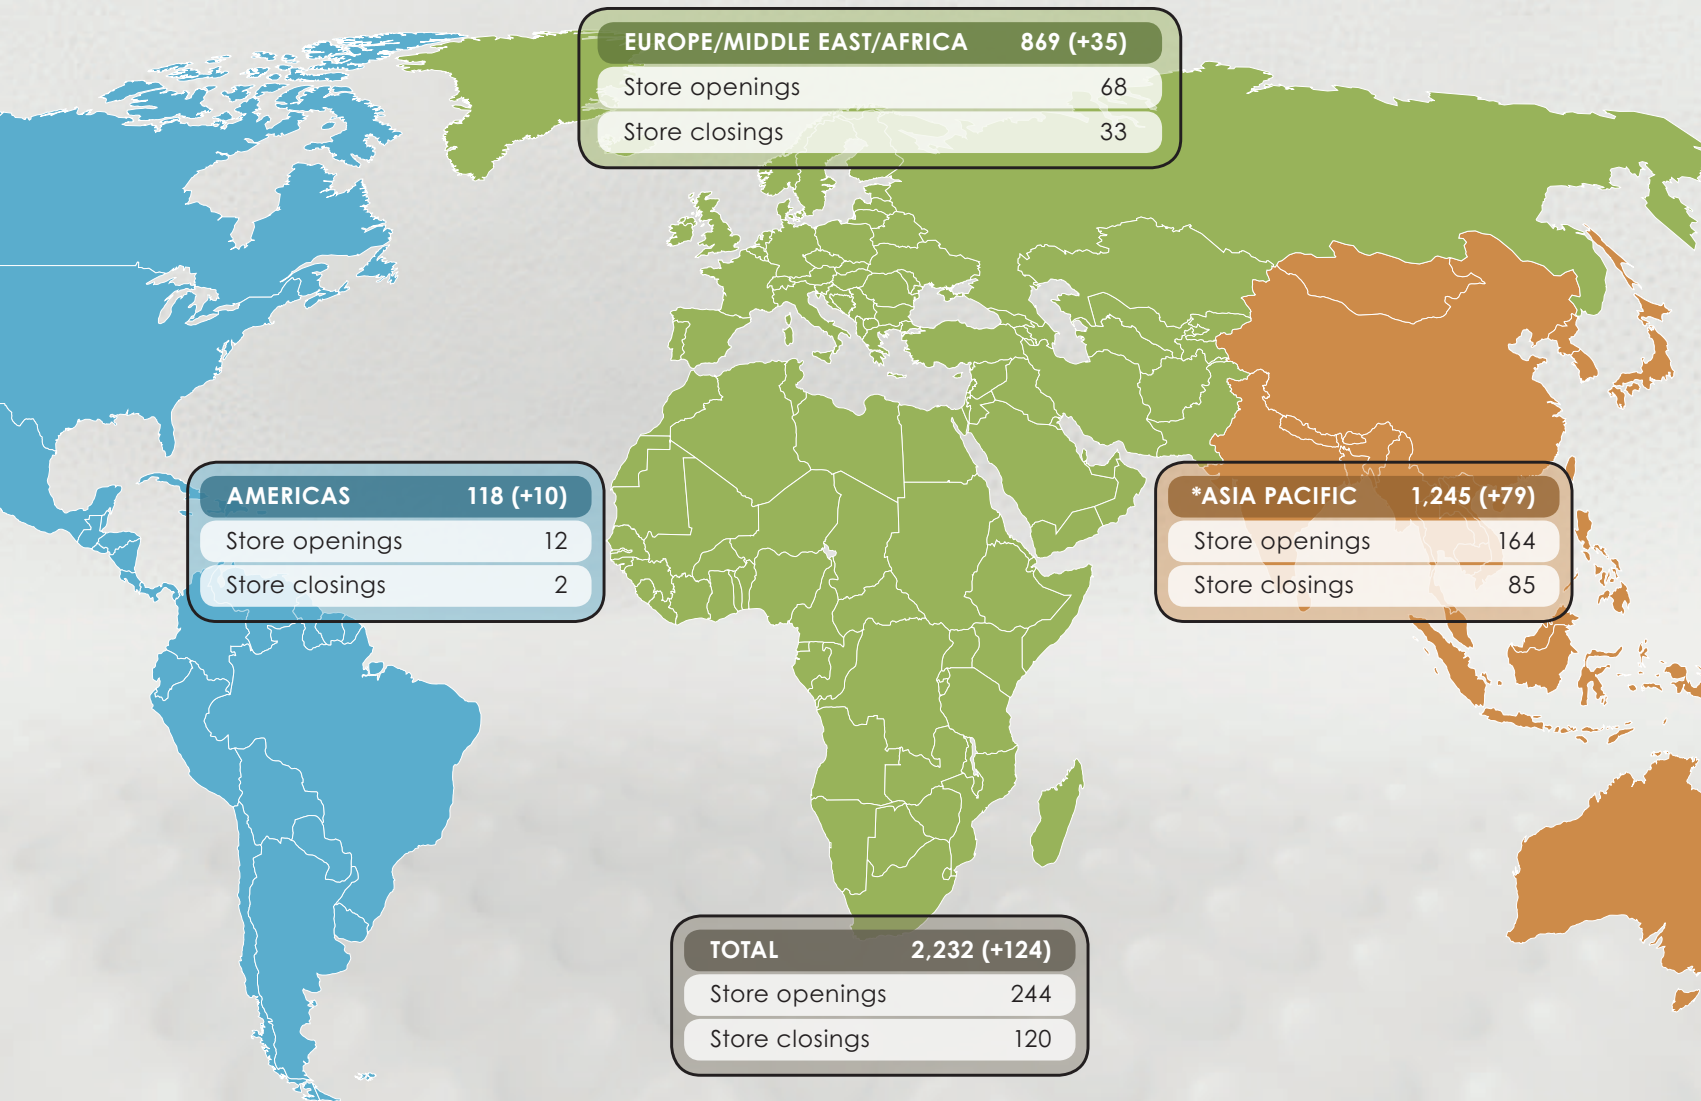 EUROPE/MIDDLE EAST/AFRICA 869 (+35)
Store openings 68
Store closings 33
AMERICAS 118 (+10)
Store openings 12
Store closings 2
*ASIA PACIFIC 1,245 (+79)
Store openings 164
Store closings 85
TOTAL 2,232 (+124)
Store openings 244
Store closings 120